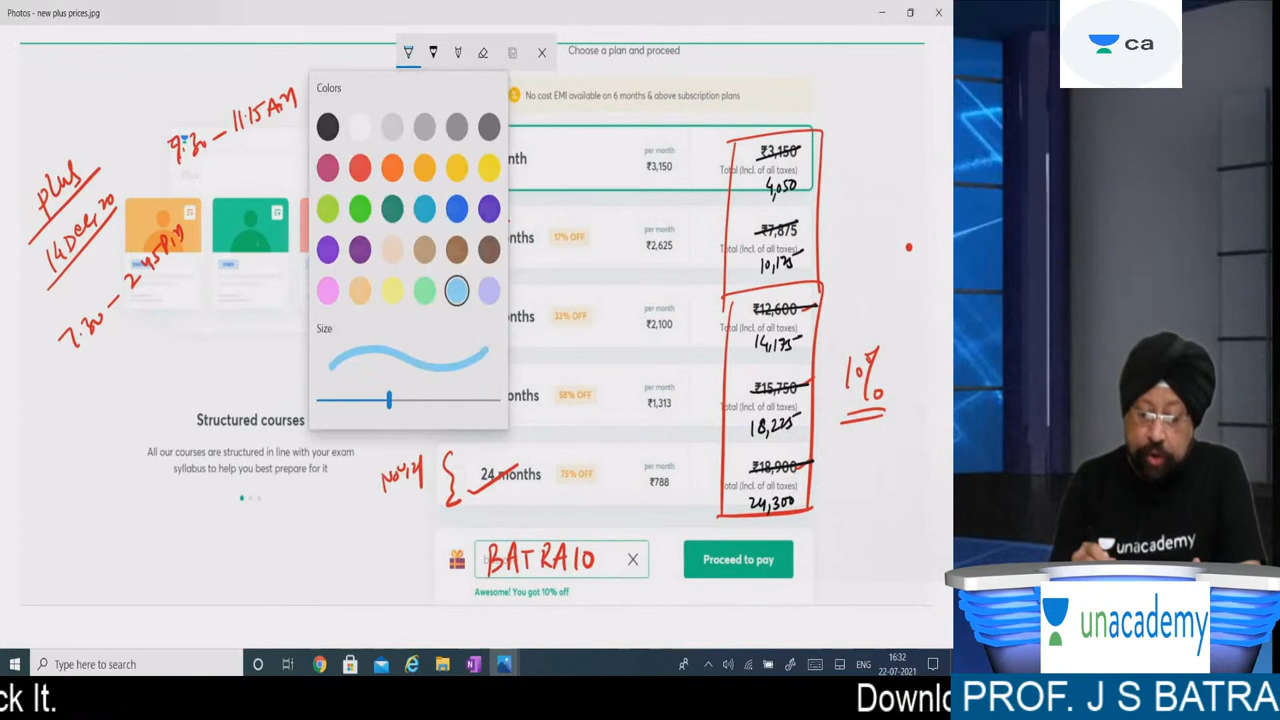 Photos - new plus prices.jpg
Choose a plan and proceed
Colors
No cost EMI available on 6 months & above subscription plans
ca
9.30 - 11.15 AM
nth
per month
₹3,150
₹3,150
Total (Incl. of all taxes)
4,050
Plus
Plus
14 Dec, 20
7.30 - 2.45 PM
onths
17% OFF
per month
₹2,625
₹7,875
Total (Incl. of all taxes)
10,125
onths
33% OFF
per month
₹2,100
₹12,600
Total (Incl. of all taxes)
14,175
Size
onths
58% OFF
per month
₹1,313
₹15,750
Total (Incl. of all taxes)
18,225
10%
Structured courses
All our courses are structured in line with your exam
syllabus to help you best prepare for it
24 months
75% OFF
per month
₹788
₹18,900
Total (Incl. of all taxes)
24,300
BATRA10
Proceed to pay
Awesome! You got 10% off
unacademy
unacademy
Type here to search
ENG
16:32
22-07-2021
ck It.
Downlo
PROF. J S BATRA